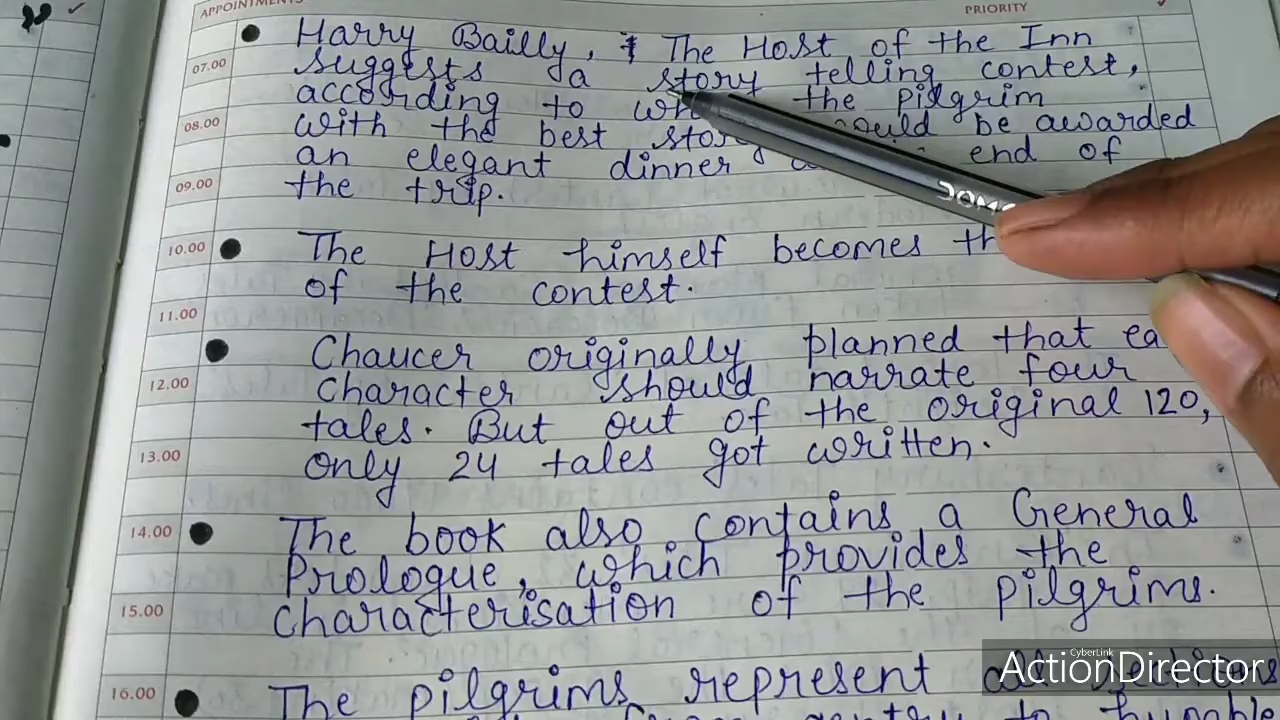 APPOINTMENTS PRIORITY
Harry Bailly, The Host of the Inn
07.00 suggests a story telling contest,
according to the pilgrim
08.00 with the best would be awarded
an elegant dinner end of
09.00 the trip.
10.00 The Host himself becomes
of the contest.
11.00
Chaucer originally planned that
12.00 character should narrate four
tales. But out of the original 120,
13.00 only 24 tales got written.
14.00 The book also contains a General
Prologue, which provides the
15.00 characterisation of the pilgrims.
16.00 The pilgrims represent all sections
to humble
CyberLink
ActionDirector